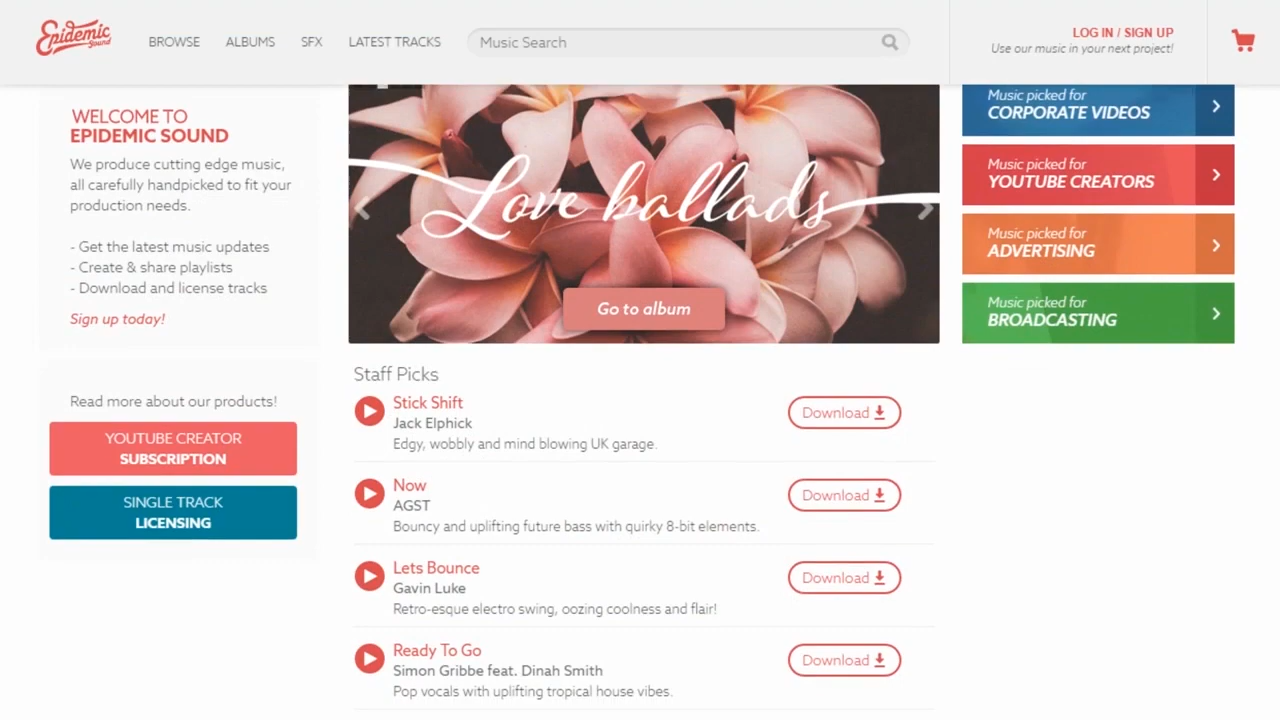 Epidemic
Sound
BROWSE
ALBUMS
SFX
LATEST TRACKS
Music Search
LOG IN / SIGN UP
Use our music in your next project!
WELCOME TO
EPIDEMIC SOUND
We produce cutting edge music,
all carefully handpicked to fit your
production needs.
- Get the latest music updates
- Create & share playlists
- Download and license tracks
Sign up today!
Read more about our products!
YOUTUBE CREATOR
SUBSCRIPTION
SINGLE TRACK
LICENSING
Love ballads
Go to album
Staff Picks
Stick Shift
Jack Elphick
Edgy, wobbly and mind blowing UK garage.
Download
Now
AGST
Bouncy and uplifting future bass with quirky 8-bit elements.
Download
Lets Bounce
Gavin Luke
Retro-esque electro swing, oozing coolness and flair!
Download
Ready To Go
Simon Gribbe feat. Dinah Smith
Pop vocals with uplifting tropical house vibes.
Download
Music picked for
CORPORATE VIDEOS
Music picked for
YOUTUBE CREATORS
Music picked for
ADVERTISING
Music picked for
BROADCASTING